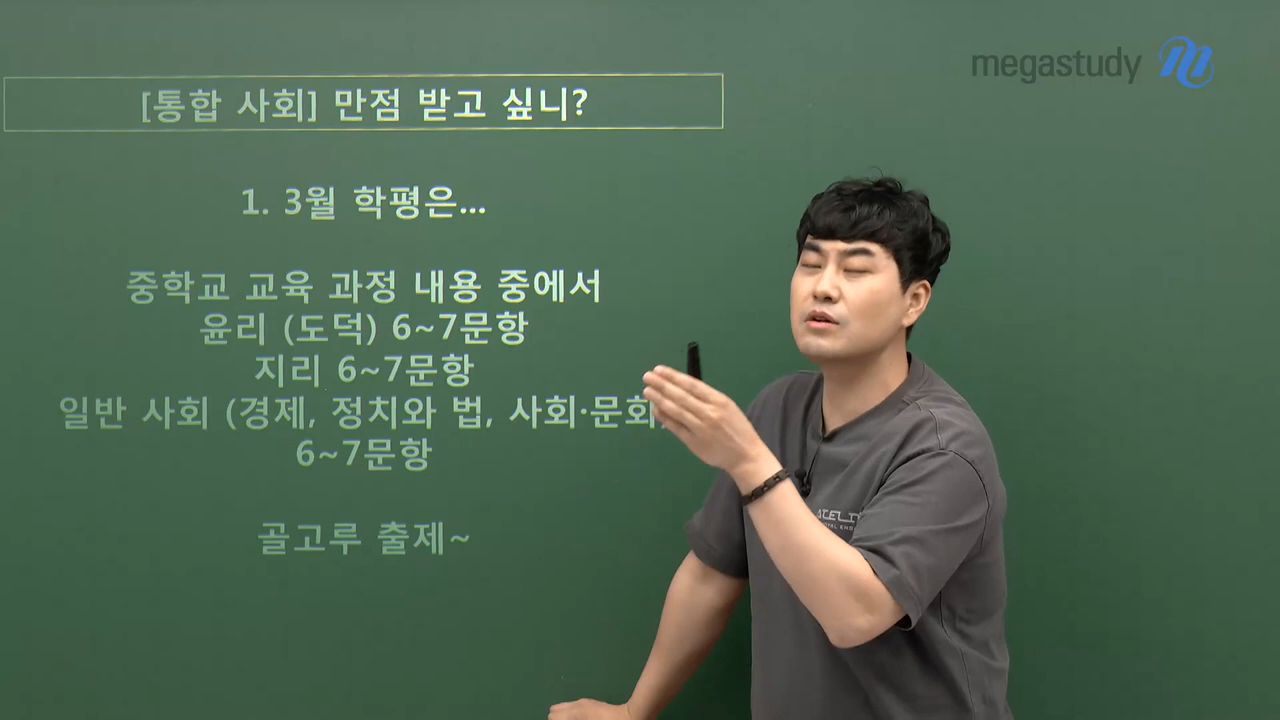 megastudy
[통합 사회] 만점 받고 싶니?
1. 3월 학평은...
중학교 교육 과정 내용 중에서
윤리 (도덕) 6~7문항
지리 6~7문항
일반 사회 (경제, 정치와 법, 사회·문화)
6~7문항
골고루 출제~